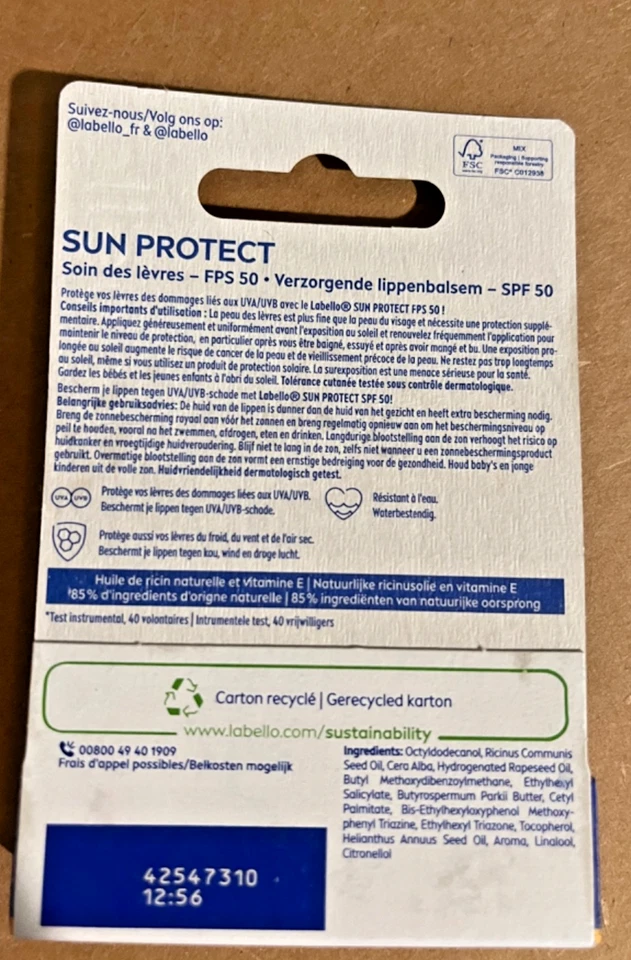 Suivez-nous/Volg ons op:
@labello_fr & @labello
FSC
MIX
Packaging | Supporting
responsible forestry
FSC® C012938
SUN PROTECT
Soin des lèvres – FPS 50 • Verzorgende lippenbalsem – SPF 50
Protège vos lèvres des dommages liés aux UVA/UVB avec le Labello® SUN PROTECT FPS 50 !
Conseils importants d'utilisation : La peau des lèvres est plus fine que la peau du visage et nécessite une protection supplé-
mentaire. Appliquez généreusement et uniformément avant l'exposition au soleil et renouvelez fréquemment l'application pour
maintenir le niveau de protection, en particulier après vous être baigné, essuyé et après avoir mangé et bu. Une exposition pro-
longée au soleil augmente le risque de cancer de la peau et de vieillissement précoce de la peau. Ne restez pas trop longtemps
au soleil, même si vous utilisez un produit de protection solaire. La surexposition est une menace sérieuse pour la santé.
Gardez les bébés et les jeunes enfants à l'abri du soleil. Tolérance cutanée testée sous contrôle dermatologique.
Bescherm je lippen tegen UVA/UVB-schade met Labello® SUN PROTECT SPF 50!
Belangrijke gebruiksadvies: De huid van de lippen is dunner dan de huid van het gezicht en heeft extra bescherming nodig.
Breng de zonnebescherming royaal aan vóór het zonnen en breng regelmatig opnieuw aan om het beschermingsniveau op
peil te houden, vooral na het zwemmen, afdrogen, eten en drinken. Langdurige blootstelling aan de zon verhoogt het risico op
huidkanker en vroegtijdige huidveroudering. Blijf niet te lang in de zon, zelfs niet wanneer u een zonnebeschermingsproduct
gebruikt. Overmatige blootstelling aan de zon vormt een ernstige bedreiging voor de gezondheid. Houd baby's en jonge
kinderen uit de volle zon. Huidvriendelijkheid dermatologisch getest.
UVA UVB
Protège vos lèvres des dommages liées aux UVA/UVB.
Beschermt je lippen tegen UVA/UVB-schade.
Résistant à l'eau.
Waterbestendig.
Protège aussi vos lèvres du froid, du vent et de l'air sec.
Beschermt je lippen tegen kou, wind en droge lucht.
Huile de ricin naturelle et Vitamine E | Natuurlijke ricinusolie en vitamine E
85% d'ingredients d'origne naturelle | 85% ingrediënten van natuurijke oorsprong
*Test instrumental, 40 volontaires | Intrumentele test, 40 vrijwilligers
Carton recyclé | Gerecycled karton
www.labello.com/sustainability
00800 49 40 1909
Frais d'appel possibles/Belkosten mogelijk
Ingredients: Octyldodecanol, Ricinus Communis
Seed Oil, Cera Alba, Hydrogenated Rapeseed Oil,
Butyl Methoxydibenzoylmethane, Ethylhexyl
Salicylate, Butyrospermum Parkii Butter, Cetyl
Palmitate, Bis-Ethylhexyloxyphenol Methoxy-
phenyl Triazine, Ethylhexyl Triazone, Tocopherol,
Helianthus Annuus Seed Oil, Aroma, Linalool,
Citronellol
42547310
12:56